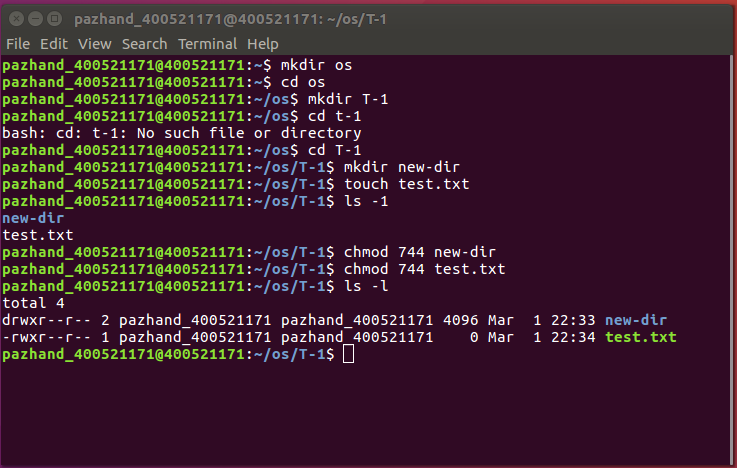 pazhand_400521171@400521171: ~/os/T-1
File Edit View Search Terminal Help
pazhand_400521171@400521171:~$ mkdir os
pazhand_400521171@400521171:~$ cd os
pazhand_400521171@400521171:~/os$ mkdir T-1
pazhand_400521171@400521171:~/os$ cd t-1
bash: cd: t-1: No such file or directory
pazhand_400521171@400521171:~/os$ cd T-1
pazhand_400521171@400521171:~/os/T-1$ mkdir new-dir
pazhand_400521171@400521171:~/os/T-1$ touch test.txt
pazhand_400521171@400521171:~/os/T-1$ ls -1
new-dir
test.txt
pazhand_400521171@400521171:~/os/T-1$ chmod 744 new-dir
pazhand_400521171@400521171:~/os/T-1$ chmod 744 test.txt
pazhand_400521171@400521171:~/os/T-1$ ls -l
total 4
drwxr--r-- 2 pazhand_400521171 pazhand_400521171 4096 Mar  1 22:33 new-dir
-rwxr--r-- 1 pazhand_400521171 pazhand_400521171    0 Mar  1 22:34 test.txt
pazhand_400521171@400521171:~/os/T-1$